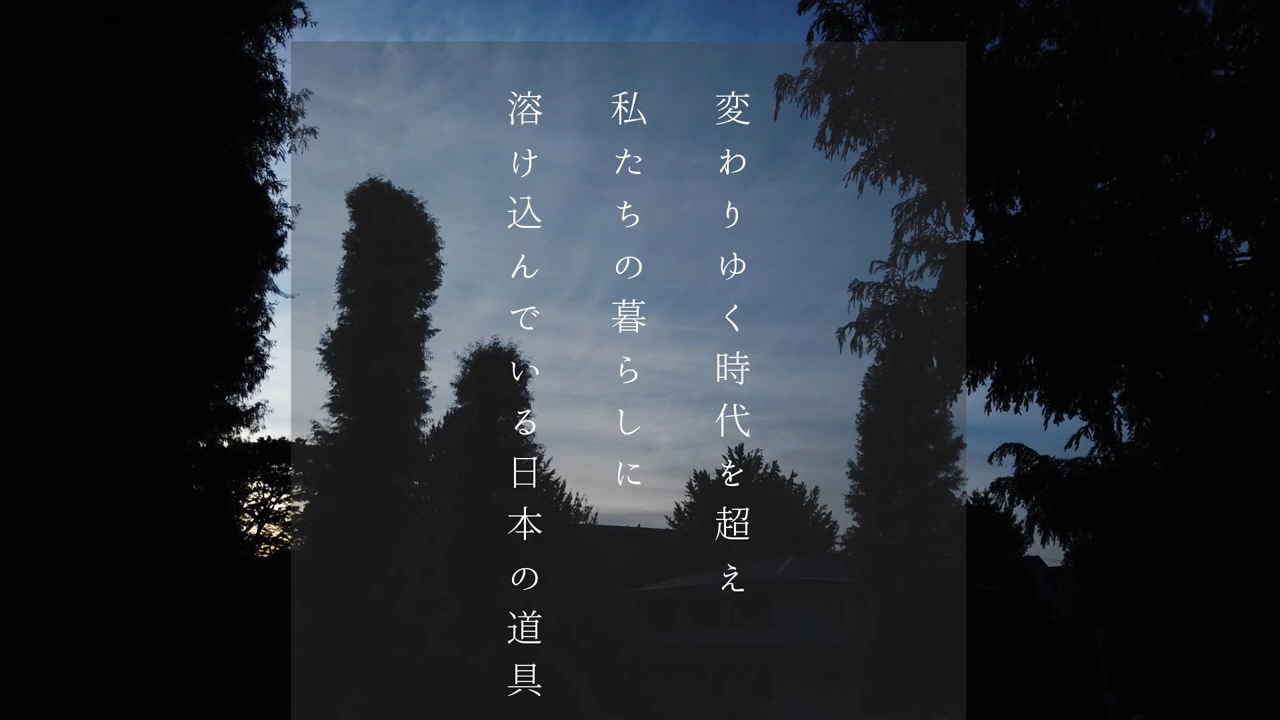 変わりゆく時代を超え
私たちの暮らしに
溶け込んでいる日本の道具